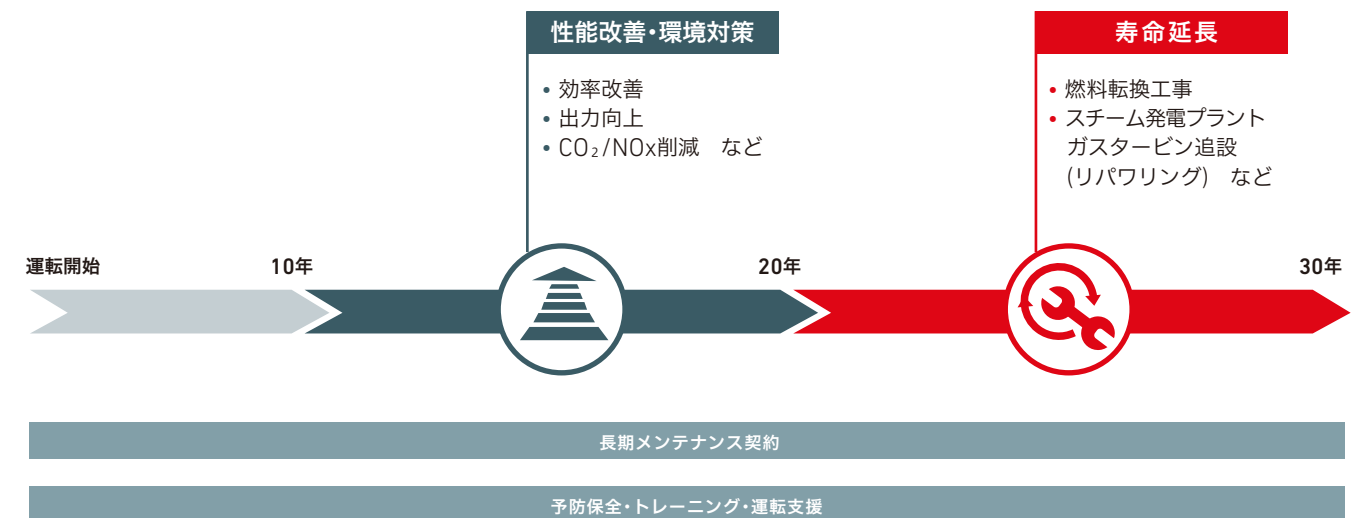 性能改善・環境対策
• 効率改善
• 出力向上
• CO₂/NOx削減　など
寿命延長
• 燃料転換工事
• スチーム発電プラント
ガスタービン追設
(リパワリング)　など
運転開始
10年
20年
30年
長期メンテナンス契約
予防保全・トレーニング・運転支援